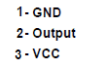 1- GND
2- Output
3 - VCC